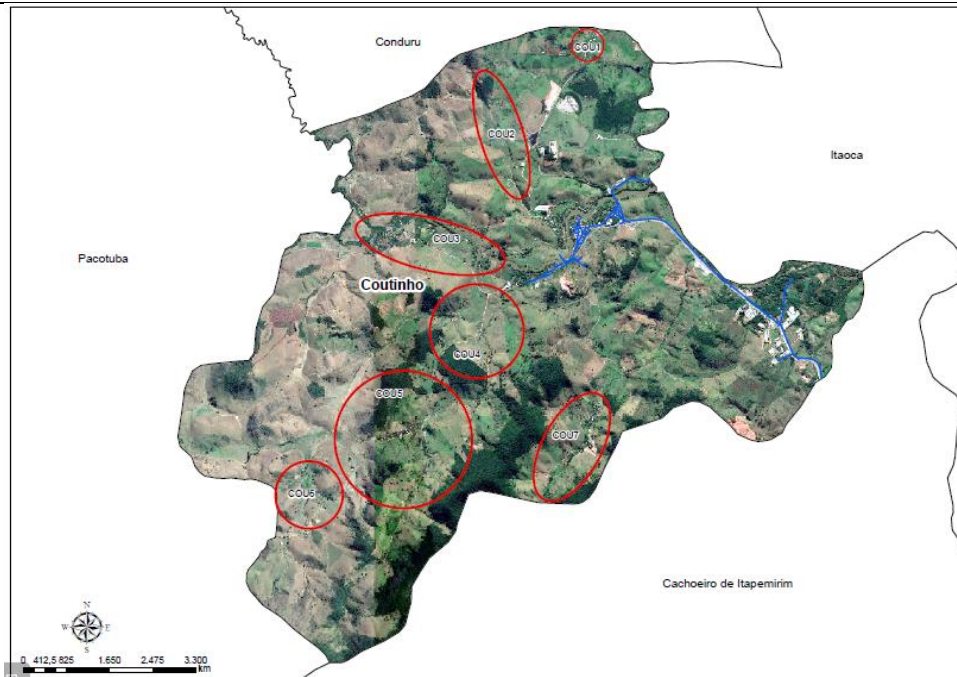 Conduru
COU1
COU2
Itaoca
COU3
Pacotuba
Coutinho
COU4
COU5
COU7
COU6
Cachoeiro de Itapemirim
N
W E
S
0 412,5 825 1.650 2.475 3.300
km